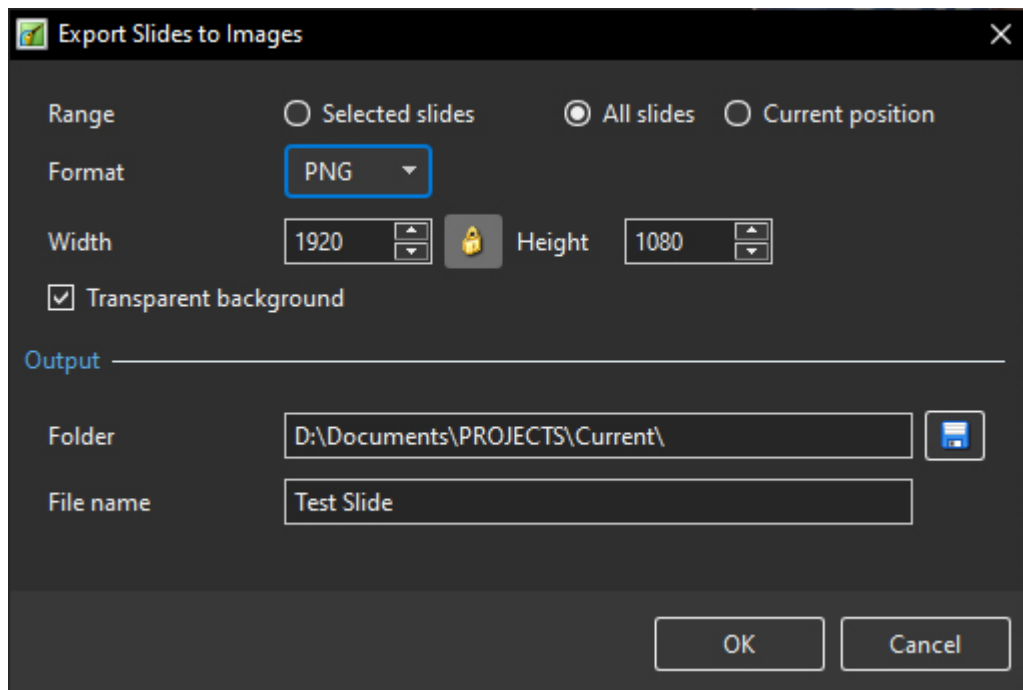 Export Slides to Images
Range Selected slides All slides Current position
Format PNG
Width 1920 Height 1080
Transparent background
Output
Folder D:\Documents\PROJECTS\Current\
File name Test Slide
OK Cancel